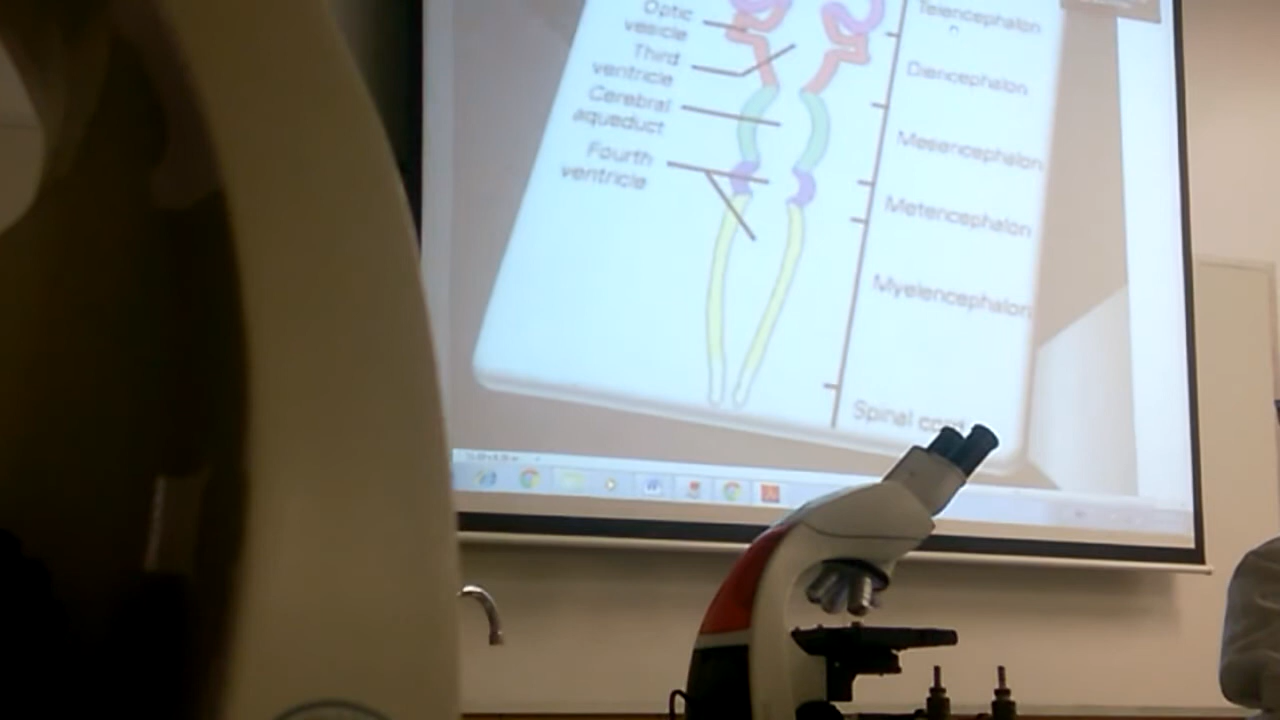 Optic
vesicle
Third
ventricle
Cerebral
aqueduct
Fourth
ventricle
Telencephalon
n
Diencephalon
Mesencephalon
Metencephalon
Myelencephalon
Spinal cord